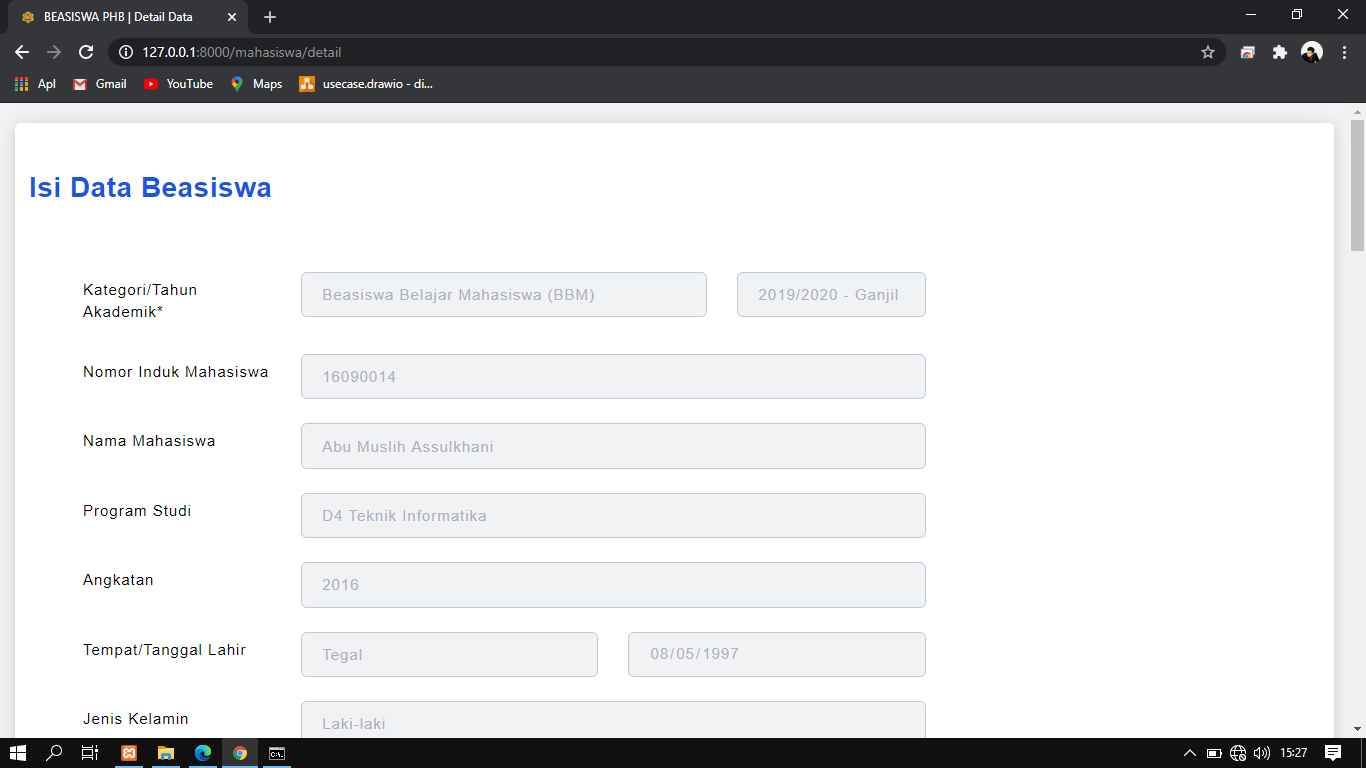 BEASISWA PHB | Detail Data
127.0.0.1:8000/mahasiswa/detail
Apl Gmail YouTube Maps usecase.drawio - di...
Isi Data Beasiswa
Kategori/Tahun
Akademik*
Beasiswa Belajar Mahasiswa (BBM) 2019/2020 - Ganjil
Nomor Induk Mahasiswa 16090014
Nama Mahasiswa Abu Muslih Assulkhani
Program Studi D4 Teknik Informatika
Angkatan 2016
Tempat/Tanggal Lahir Tegal 08/05/1997
Jenis Kelamin Laki-laki
15:27